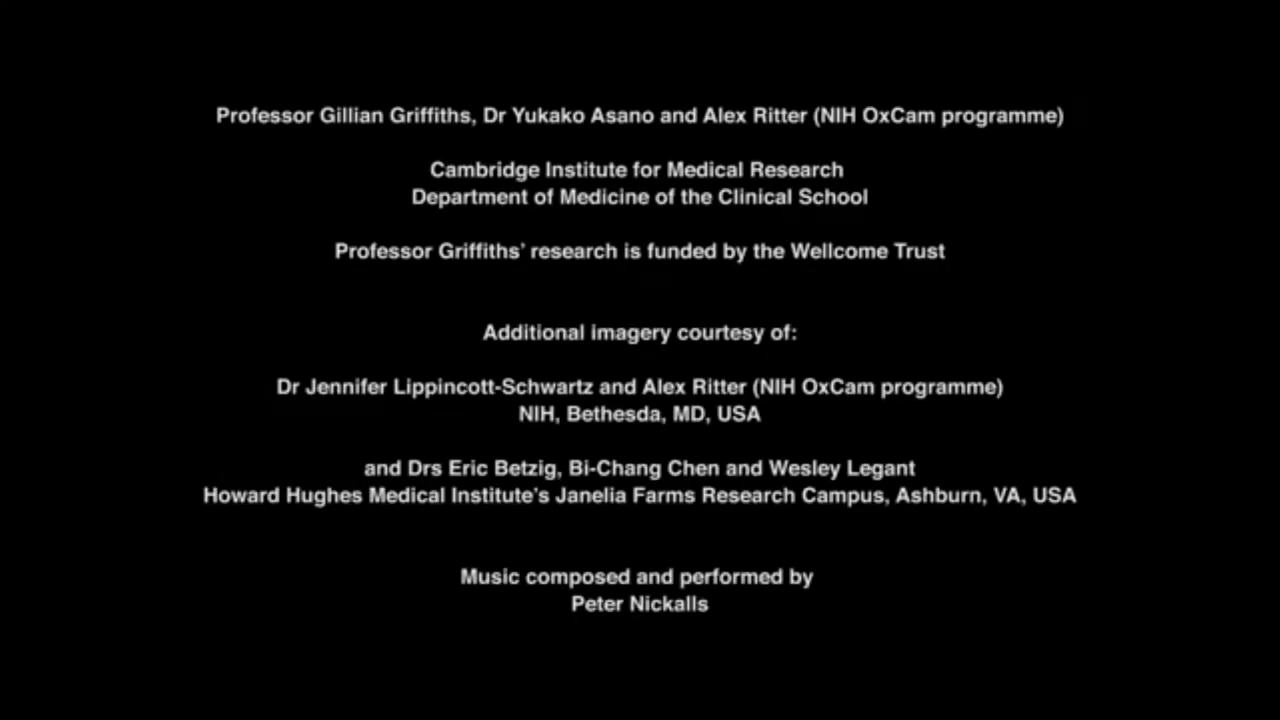 Professor Gillian Griffiths, Dr Yukako Asano and Alex Ritter (NIH OxCam programme)
Cambridge Institute for Medical Research
Department of Medicine of the Clinical School
Professor Griffiths’ research is funded by the Wellcome Trust
Additional imagery courtesy of:
Dr Jennifer Lippincott-Schwartz and Alex Ritter (NIH OxCam programme)
NIH, Bethesda, MD, USA
and Drs Eric Betzig, Bi-Chang Chen and Wesley Legant
Howard Hughes Medical Institute’s Janelia Farms Research Campus, Ashburn, VA, USA
Music composed and performed by
Peter Nickalls